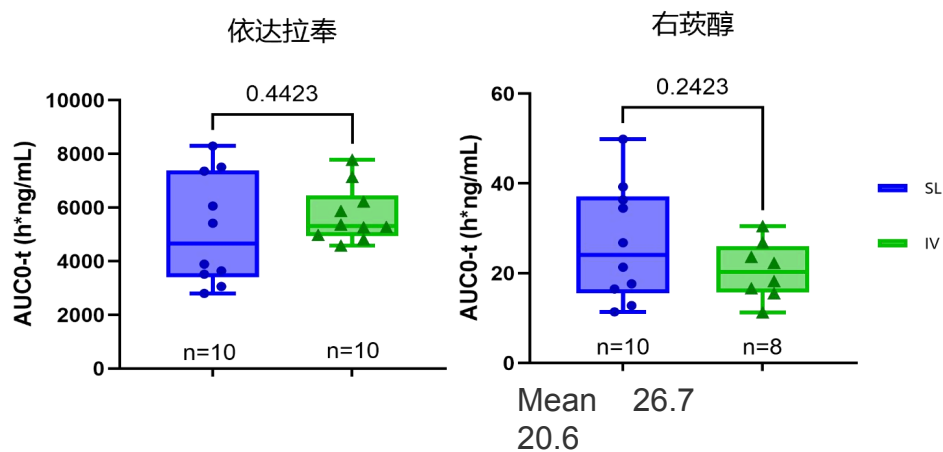 依达拉奉
右莰醇
0.4423
0.2423
AUC0-t (h*ng/mL)
10000
8000
6000
4000
2000
0
n=10
n=10
AUC0-t (h*ng/mL)
60
40
20
0
n=10
n=8
SL
IV
Mean 26.7
20.6